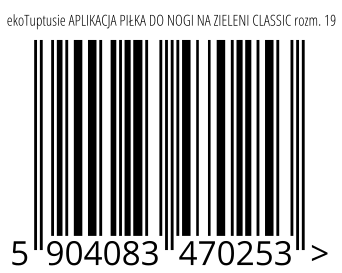 ekoTuptusie APLIKACJA PIŁKA DO NOGI NA ZIELENI CLASSIC rozm. 19
5 904083 470253 >